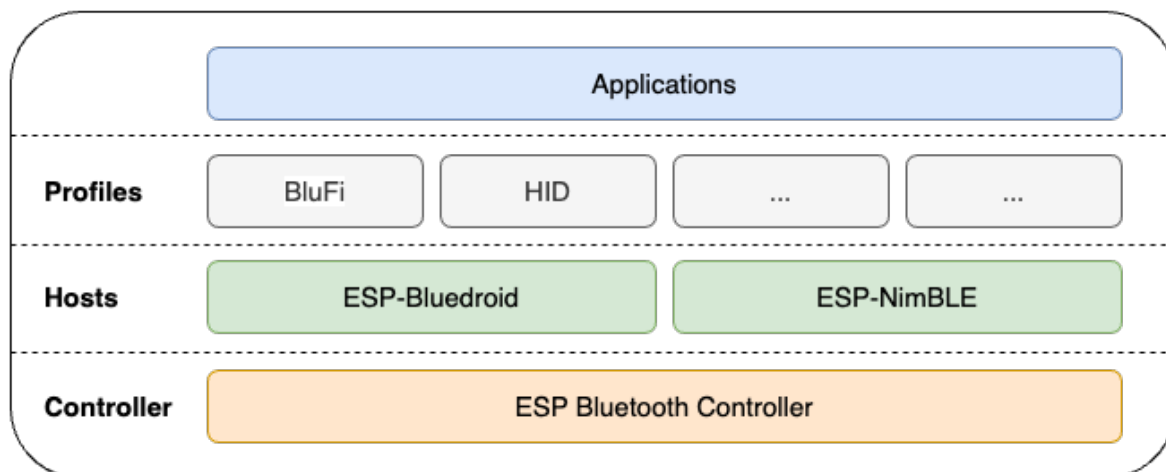 Applications
Profiles BluFi HID ... ...
Hosts ESP-Bluedroid ESP-NimBLE
Controller ESP Bluetooth Controller